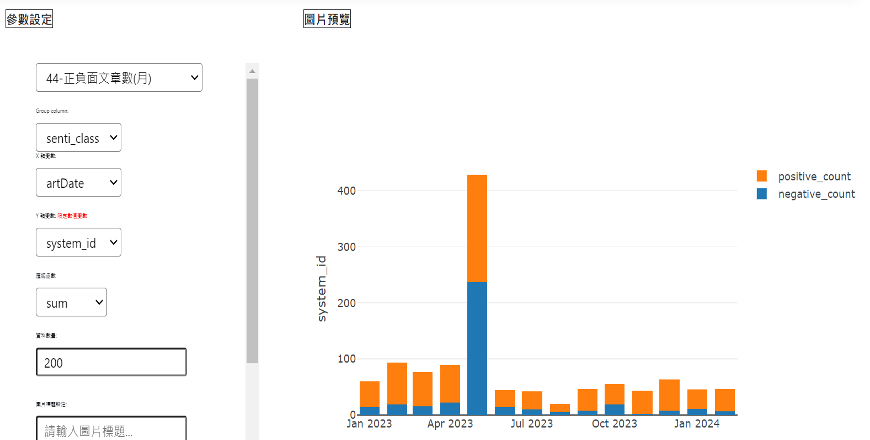 參數設定
44-正負面文章數(月)
Group column:
senti_class
artDate
system_id
sum
200
請輸入圖片標題...
圖片預覽
positive_count
negative_count
system_id
400
300
200
100
0
Jan 2023
Apr 2023
Jul 2023
Oct 2023
Jan 2024